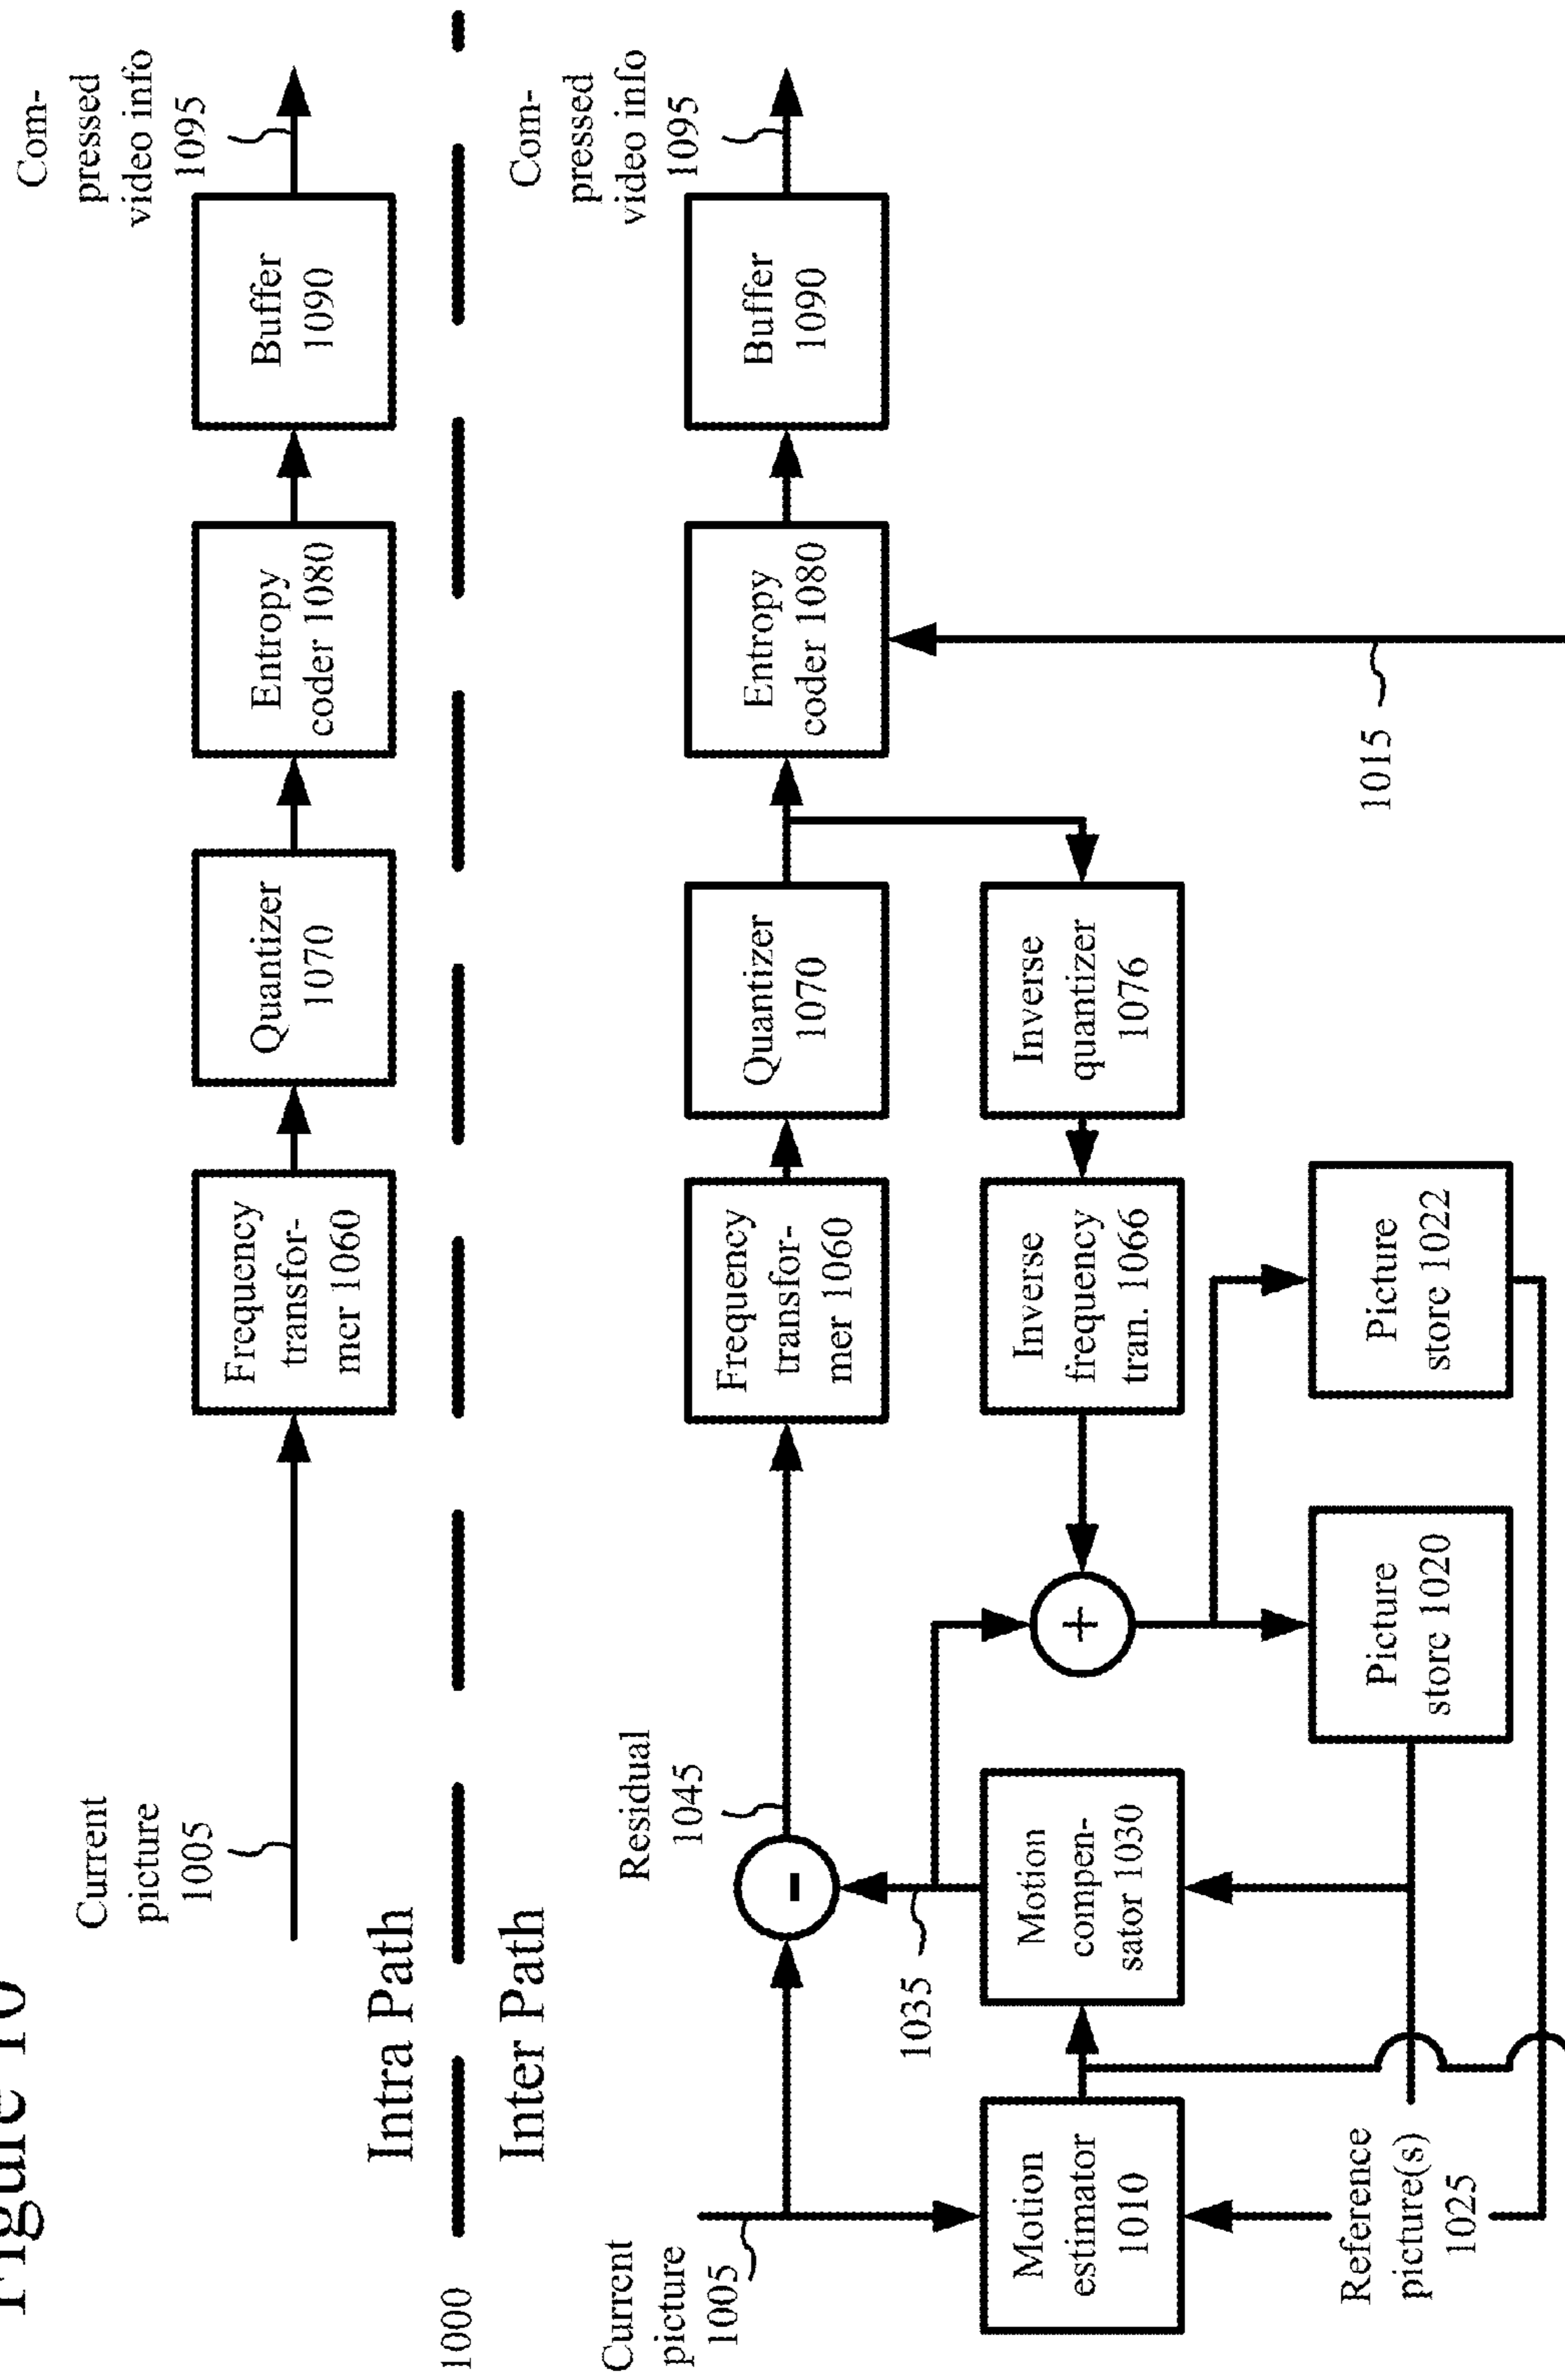 Figure 10
Current
picture
1005
Frequency
transfor-
mer 1060
Quantizer
1070
Entropy
coder 1080
Buffer
1090
Com-
pressed
video info
1095
Intra Path
1000
Inter Path
Current
picture
1005
Residual
1045
Frequency
transfor-
mer 1060
Quantizer
1070
Entropy
coder 1080
Buffer
1090
Com-
pressed
video info
1095
1035
Motion
estimator
1010
Motion
compen-
sator 1030
+
-
Inverse
frequency
tran. 1066
Inverse
quantizer
1076
Reference
picture(s)
1025
Picture
store 1020
Picture
store 1022
1015